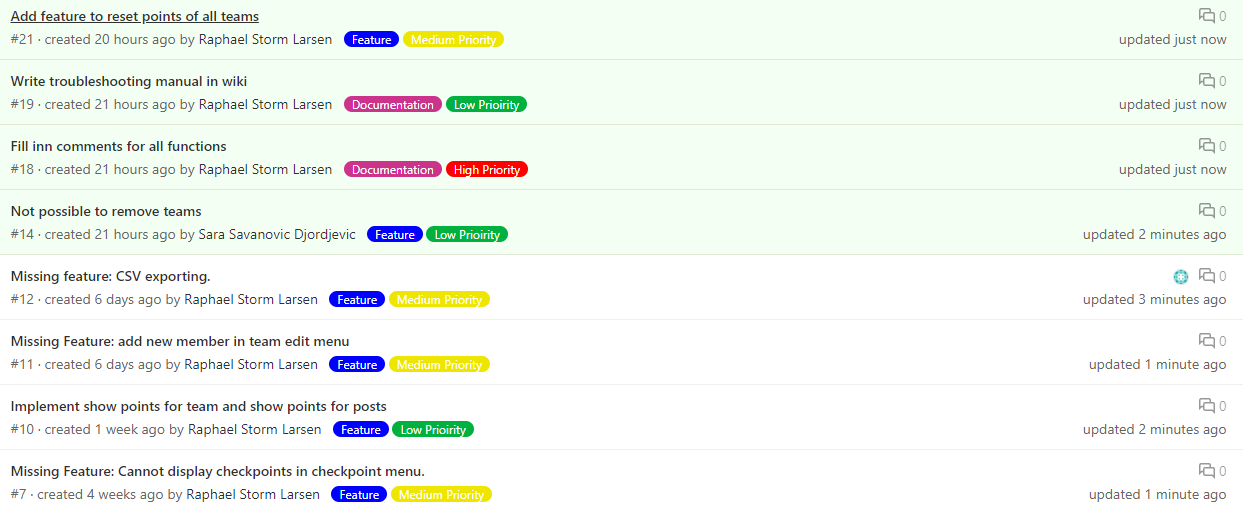 Add feature to reset points of all teams
0
#21 · created 20 hours ago by Raphael Storm Larsen Feature Medium Priority
updated just now
Write troubleshooting manual in wiki
0
#19 · created 21 hours ago by Raphael Storm Larsen Documentation Low Prioirity
updated just now
Fill inn comments for all functions
0
#18 · created 21 hours ago by Raphael Storm Larsen Documentation High Priority
updated just now
Not possible to remove teams
0
#14 · created 21 hours ago by Sara Savanovic Djordjevic Feature Low Prioirity
updated 2 minutes ago
Missing feature: CSV exporting.
0
#12 · created 6 days ago by Raphael Storm Larsen Feature Medium Priority
updated 3 minutes ago
Missing Feature: add new member in team edit menu
0
#11 · created 6 days ago by Raphael Storm Larsen Feature Medium Priority
updated 1 minute ago
Implement show points for team and show points for posts
0
#10 · created 1 week ago by Raphael Storm Larsen Feature Low Prioirity
updated 2 minutes ago
Missing Feature: Cannot display checkpoints in checkpoint menu.
0
#7 · created 4 weeks ago by Raphael Storm Larsen Feature Medium Priority
updated 1 minute ago